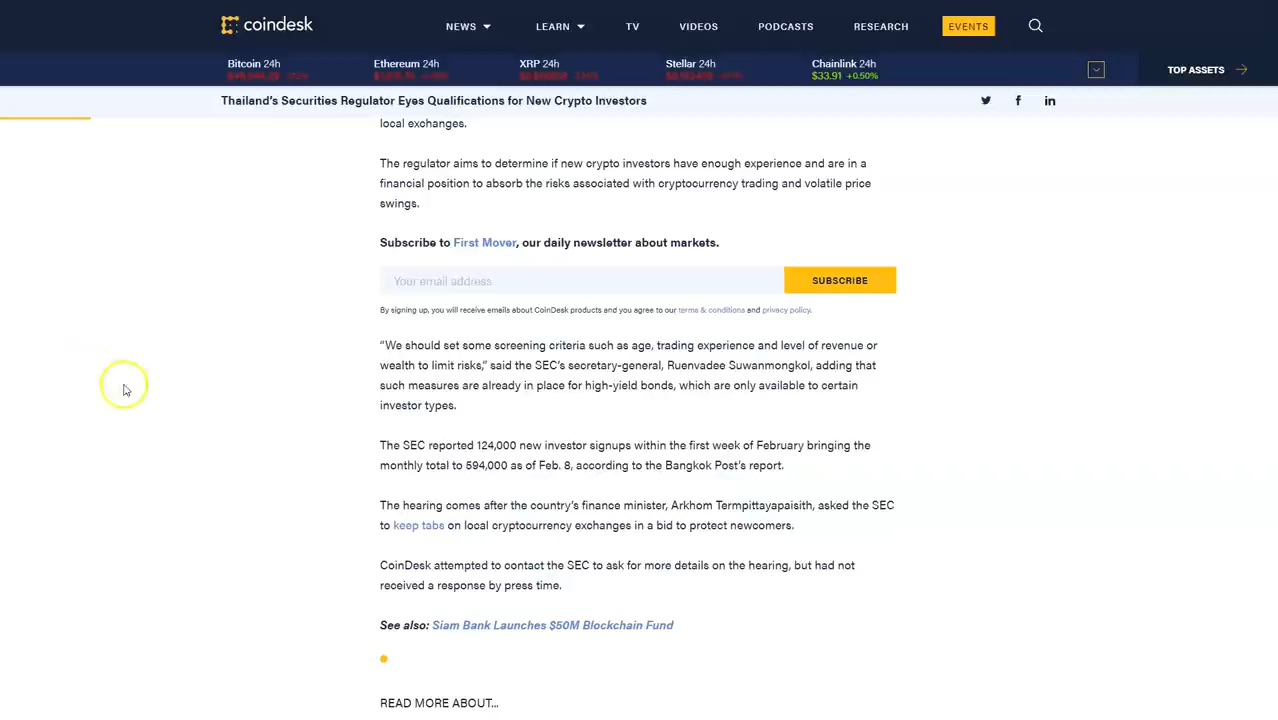 coindesk
NEWS LEARN TV VIDEOS PODCASTS RESEARCH EVENTS
Bitcoin 24h Ethereum 24h XRP 24h Stellar 24h Chainlink 24h
$33.91 +0.50%
TOP ASSETS
Thailand's Securities Regulator Eyes Qualifications for New Crypto Investors
local exchanges.
The regulator aims to determine if new crypto investors have enough experience and are in a
financial position to absorb the risks associated with cryptocurrency trading and volatile price
swings.
Subscribe to First Mover, our daily newsletter about markets.
Your email address SUBSCRIBE
By signing up, you will receive emails about CoinDesk products and you agree to our terms & conditions and privacy policy.
“We should set some screening criteria such as age, trading experience and level of revenue or
wealth to limit risks,” said the SEC’s secretary-general, Ruenvadee Suwanmongkol, adding that
such measures are already in place for high-yield bonds, which are only available to certain
investor types.
The SEC reported 124,000 new investor signups within the first week of February bringing the
monthly total to 594,000 as of Feb. 8, according to the Bangkok Post’s report.
The hearing comes after the country’s finance minister, Arkhom Termpittayapaisith, asked the SEC
to keep tabs on local cryptocurrency exchanges in a bid to protect newcomers.
CoinDesk attempted to contact the SEC to ask for more details on the hearing, but had not
received a response by press time.
See also: Siam Bank Launches $50M Blockchain Fund
READ MORE ABOUT...